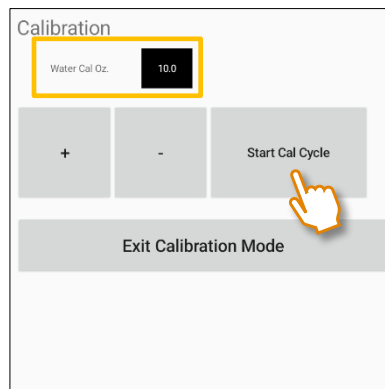 Calibration
Water Cal Oz. 10.0
+ - Start Cal Cycle
Exit Calibration Mode